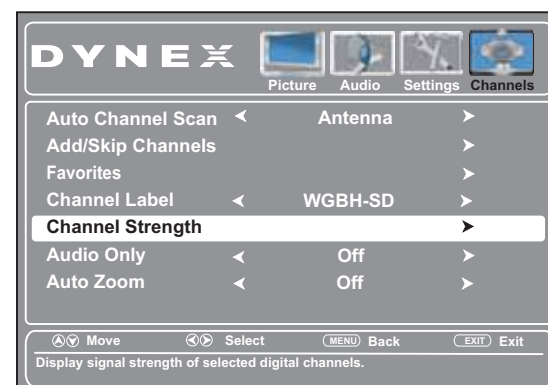 DYNEX
Picture Audio Settings Channels
Auto Channel Scan Antenna
Add/Skip Channels
Favorites
Channel Label WGBH-SD
Channel Strength
Audio Only Off
Auto Zoom Off
Move Select MENU Back EXIT Exit
Display signal strength of selected digital channels.